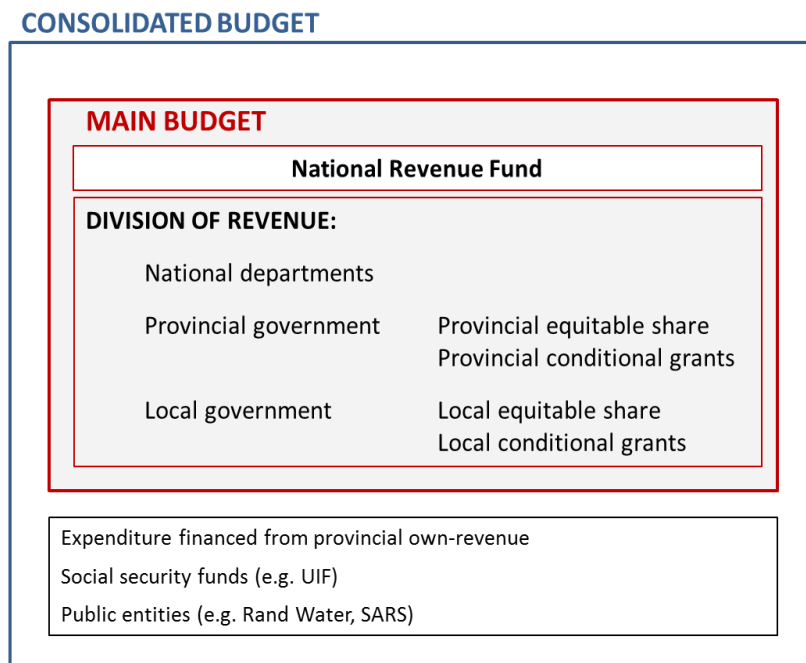 CONSOLIDATED BUDGET
MAIN BUDGET
National Revenue Fund
DIVISION OF REVENUE:
National departments
Provincial government Provincial equitable share
Provincial conditional grants
Local government Local equitable share
Local conditional grants
Expenditure financed from provincial own-revenue
Social security funds (e.g. UIF)
Public entities (e.g. Rand Water, SARS)